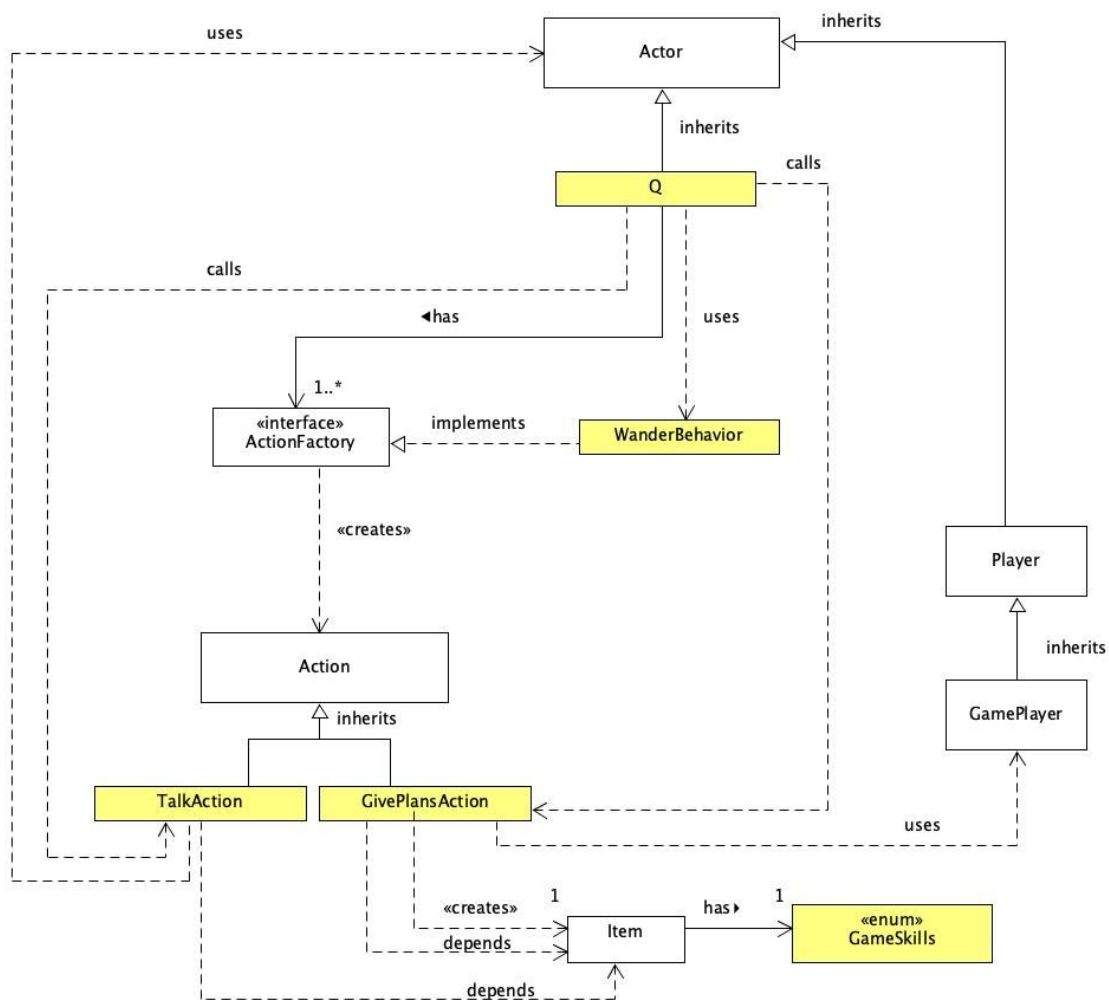 inherits
uses
Actor
inherits
calls
Q
calls
◄has
uses
1..*
«interface»
ActionFactory
implements
WanderBehavior
«creates»
Player
Action
inherits
GamePlayer
inherits
TalkAction
GivePlansAction
uses
1
1
«creates»
has▸
«enum»
GameSkills
Item
depends
depends